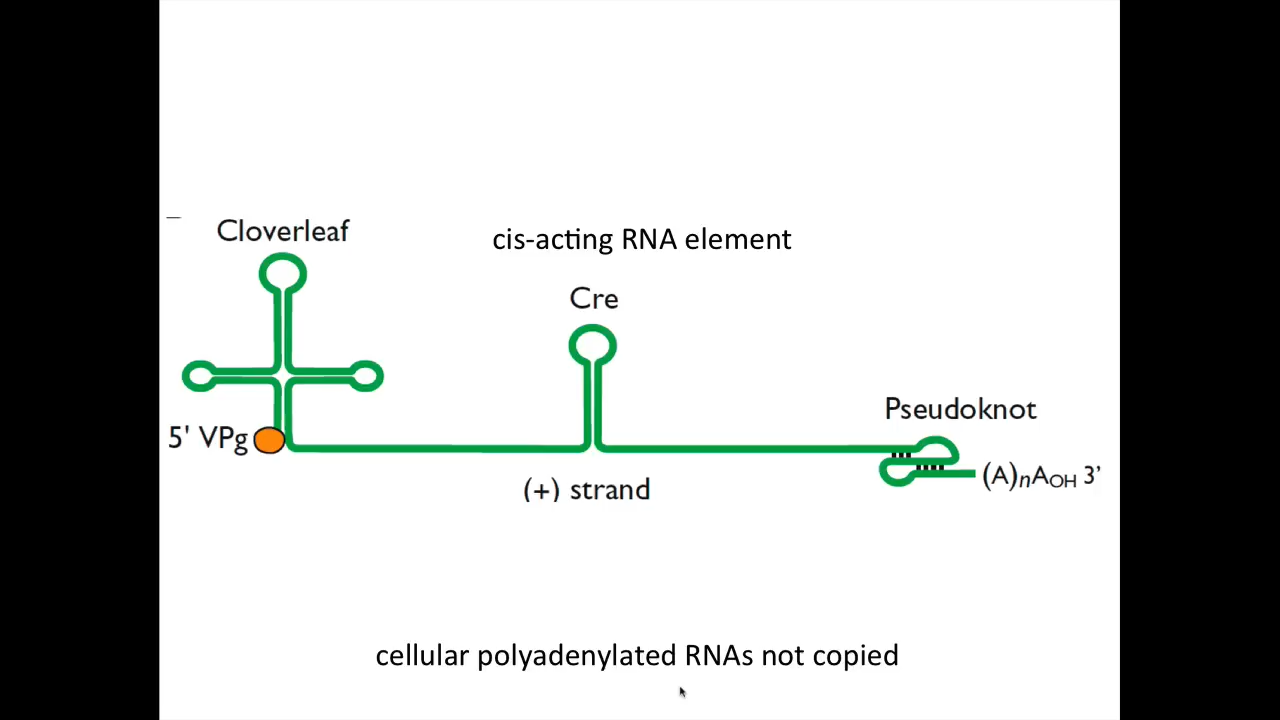 Cloverleaf
cis-acting RNA element
Cre
Pseudoknot
5' VPg
(A)nAOH 3’
(+) strand
cellular polyadenylated RNAs not copied